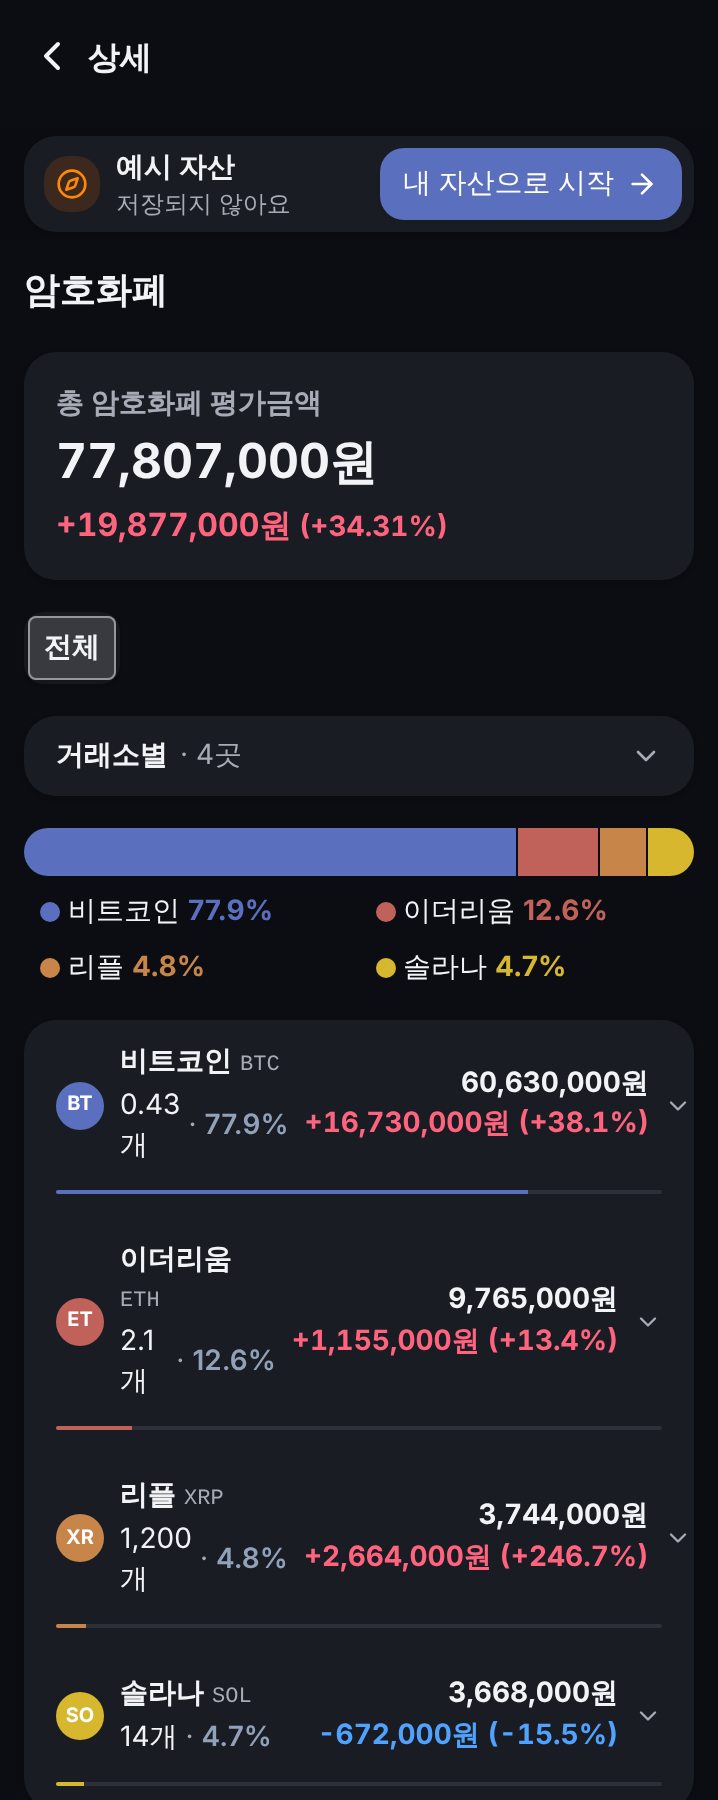 상세
예시 자산
저장되지 않아요
내 자산으로 시작 →
암호화폐
총 암호화폐 평가금액
77,807,000원
+19,877,000원 (+34.31%)
전체
거래소별 · 4곳
비트코인 77.9%
이더리움 12.6%
리플 4.8%
솔라나 4.7%
BT
비트코인 BTC
0.43
개
· 77.9%
60,630,000원
+16,730,000원 (+38.1%)
ET
이더리움
ETH
2.1
개
· 12.6%
9,765,000원
+1,155,000원 (+13.4%)
XR
리플 XRP
1,200
개
· 4.8%
3,744,000원
+2,664,000원 (+246.7%)
SO
솔라나 SOL
14개 · 4.7%
3,668,000원
-672,000원 (-15.5%)